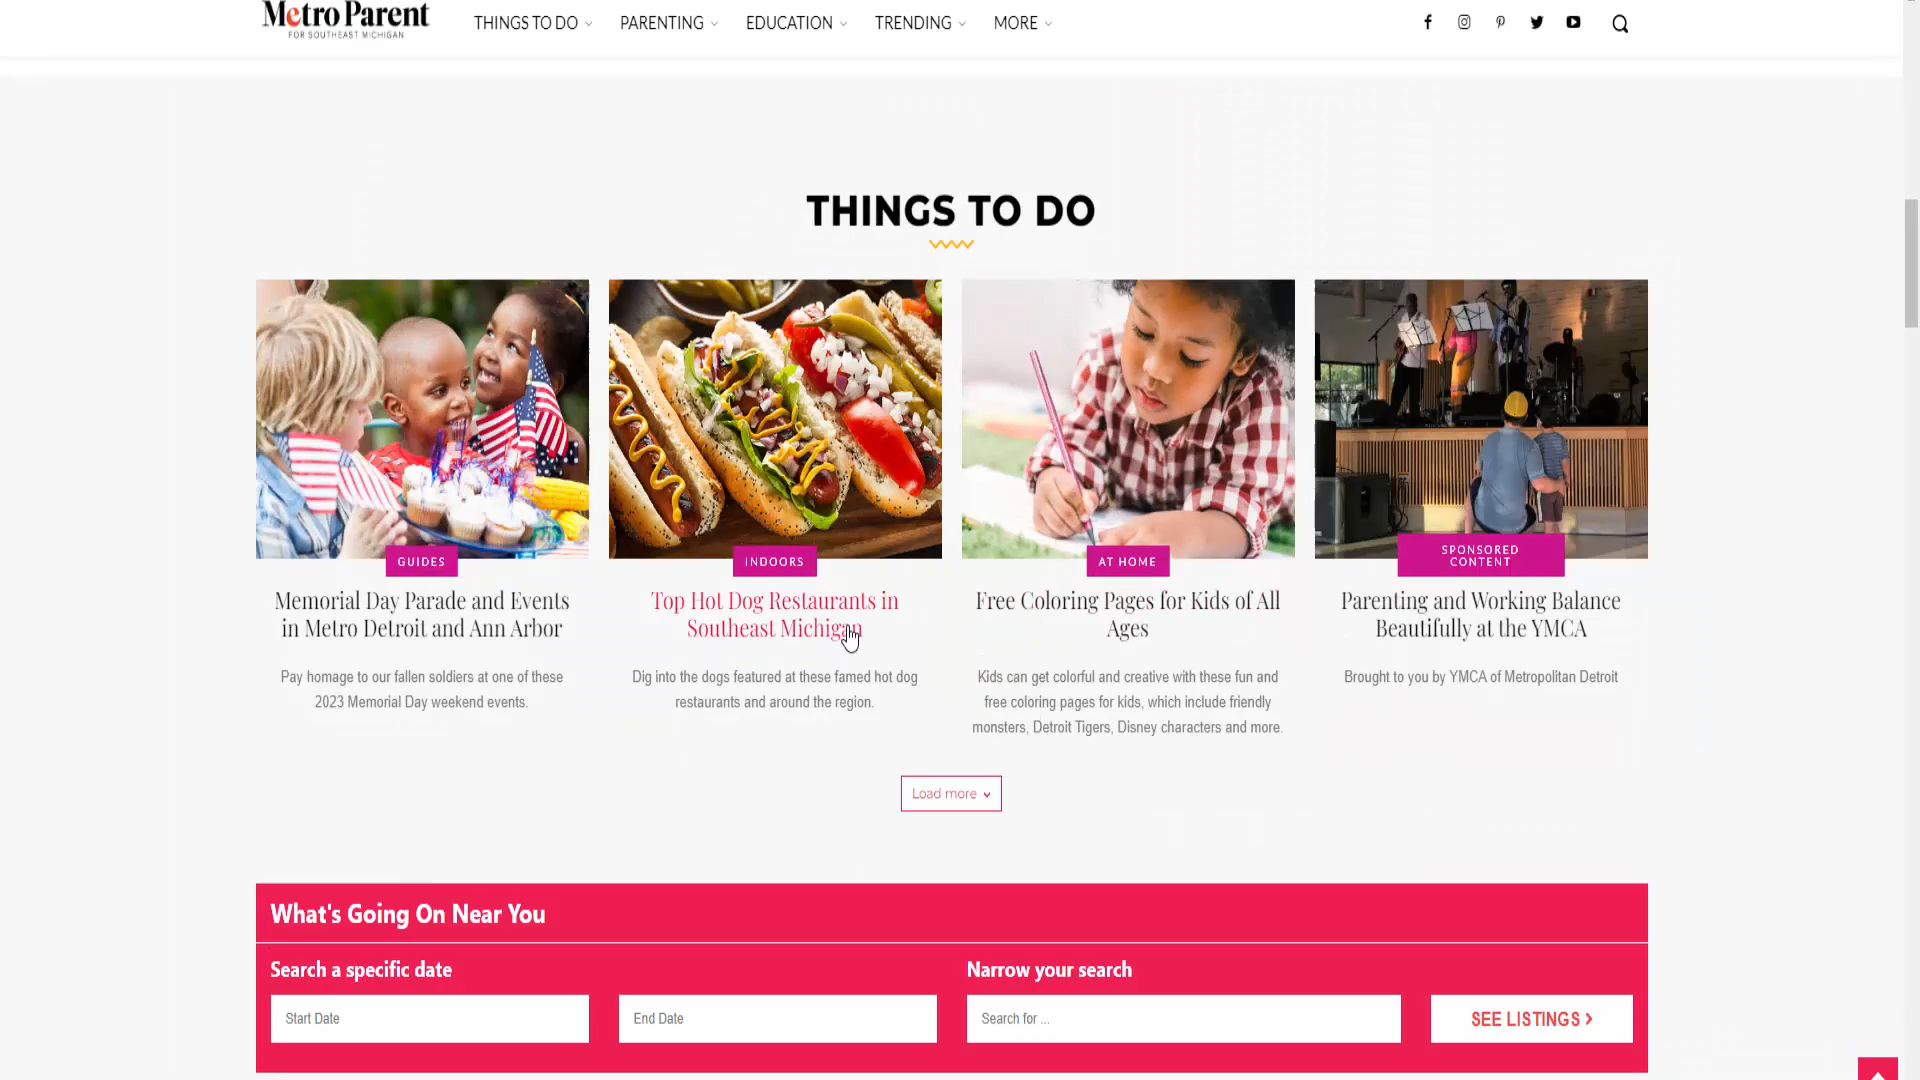 Metro Parent
FOR SOUTHEAST MICHIGAN
THINGS TO DO
PARENTING
EDUCATION
TRENDING
MORE
THINGS TO DO
GUIDES
Memorial Day Parade and Events
in Metro Detroit and Ann Arbor
Pay homage to our fallen soldiers at one of these
2023 Memorial Day weekend events.
INDOORS
Top Hot Dog Restaurants in
Southeast Michigan
Dig into the dogs featured at these famed hot dog
restaurants and around the region.
AT HOME
Free Coloring Pages for Kids of All
Ages
Kids can get colorful and creative with these fun and
free coloring pages for kids, which include friendly
monsters, Detroit Tigers, Disney characters and more.
SPONSORED
CONTENT
Parenting and Working Balance
Beautifully at the YMCA
Brought to you by YMCA of Metropolitan Detroit
Load more
What's Going On Near You
Search a specific date
Narrow your search
Start Date
End Date
Search for ...
SEE LISTINGS